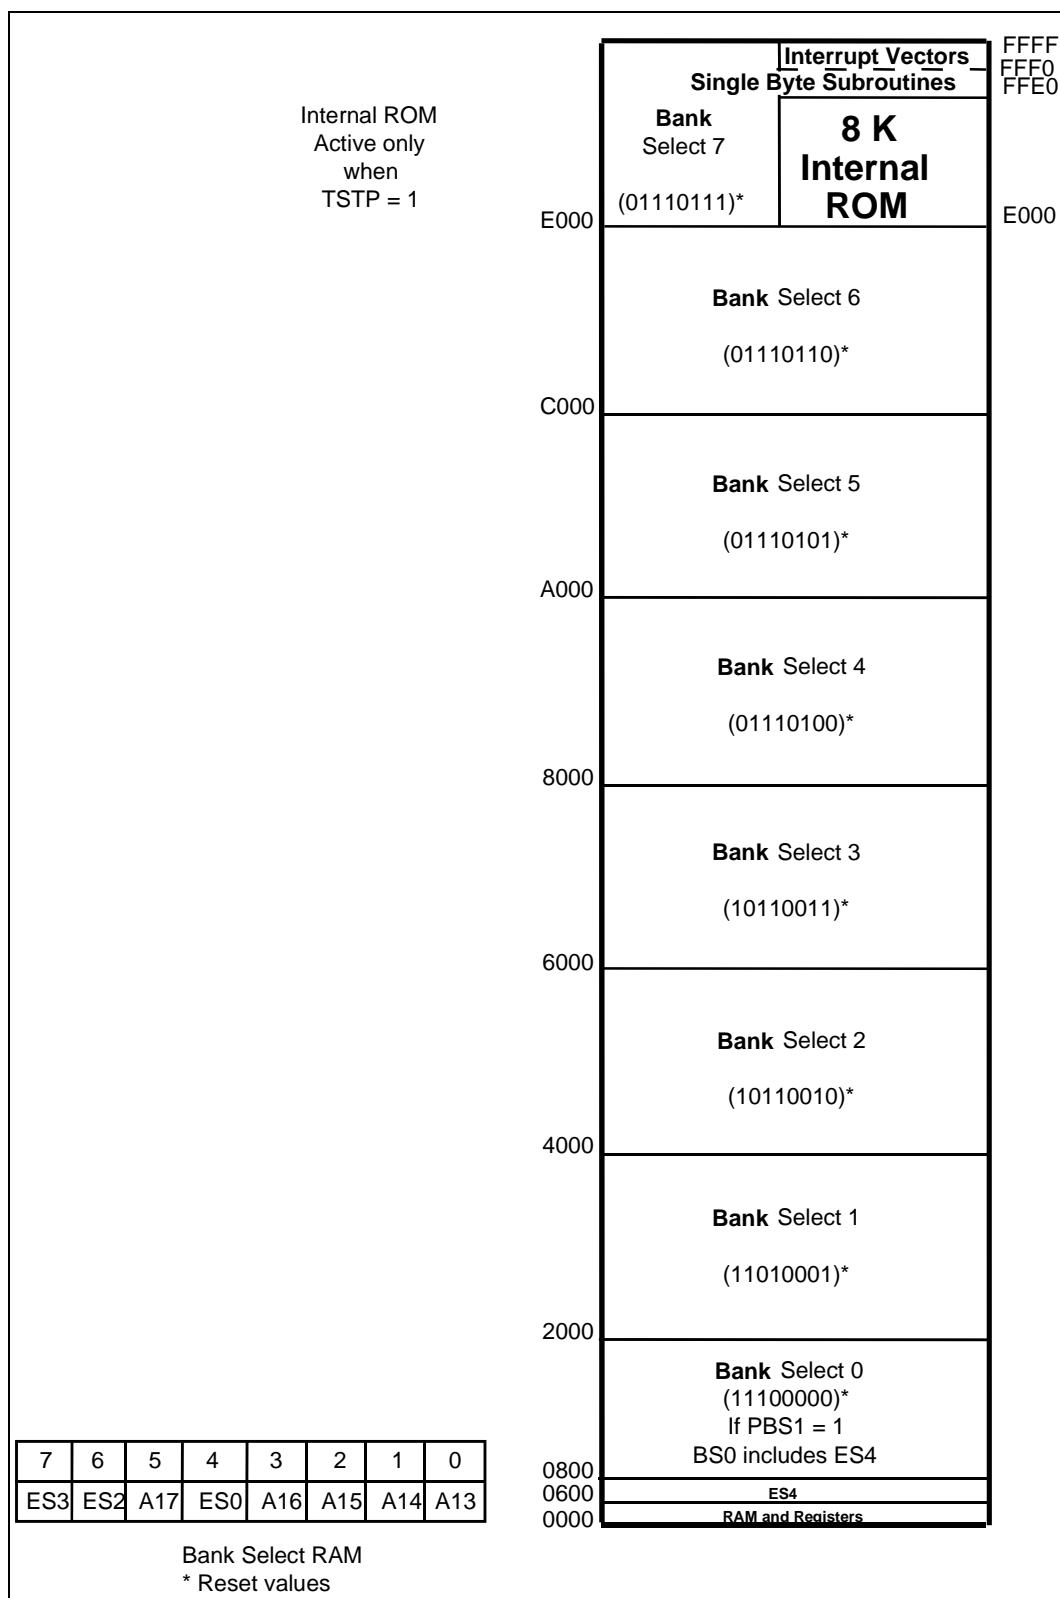 FFFF
Interrupt Vectors
FFF0
Single Byte Subroutines
FFE0
Internal ROM
Active only
when
TSTP = 1
Bank
Select 7
(01110111)*
8 K
Internal
ROM
E000
E000
Bank Select 6
(01110110)*
C000
Bank Select 5
(01110101)*
A000
Bank Select 4
(01110100)*
8000
Bank Select 3
(10110011)*
6000
Bank Select 2
(10110010)*
4000
Bank Select 1
(11010001)*
2000
Bank Select 0
(11100000)*
If PBS1 = 1
BS0 includes ES4
0800
0600
ES4
0000
RAM and Registers
7 6 5 4 3 2 1 0
ES3 ES2 A17 ES0 A16 A15 A14 A13
Bank Select RAM
* Reset values